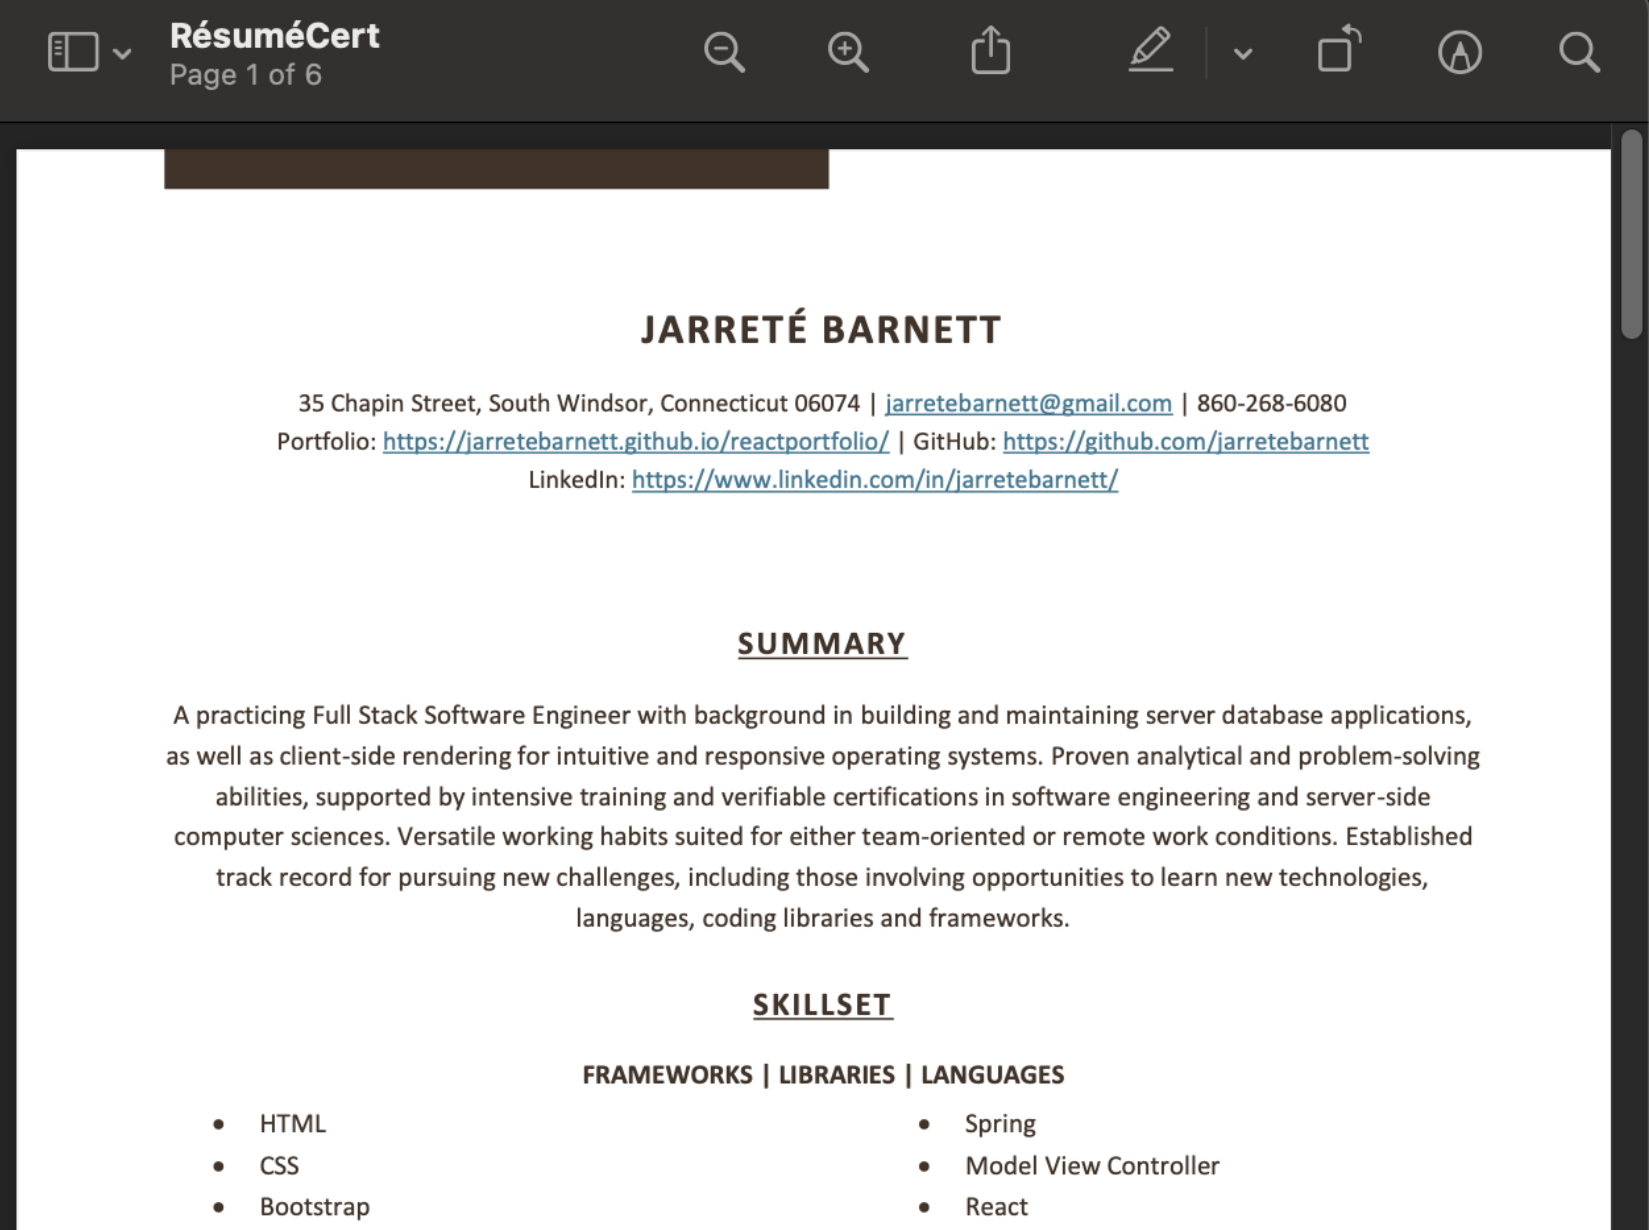 RésuméCert
Page 1 of 6
JARRETÉ BARNETT
35 Chapin Street, South Windsor, Connecticut 06074 | jarretebarnett@gmail.com | 860-268-6080
Portfolio: https://jarretebarnett.github.io/reactportfolio/ | GitHub: https://github.com/jarretebarnett
LinkedIn: https://www.linkedin.com/in/jarretebarnett/
SUMMARY
A practicing Full Stack Software Engineer with background in building and maintaining server database applications,
as well as client-side rendering for intuitive and responsive operating systems. Proven analytical and problem-solving
abilities, supported by intensive training and verifiable certifications in software engineering and server-side
computer sciences. Versatile working habits suited for either team-oriented or remote work conditions. Established
track record for pursuing new challenges, including those involving opportunities to learn new technologies,
languages, coding libraries and frameworks.
SKILLSET
FRAMEWORKS | LIBRARIES | LANGUAGES
• HTML
• CSS
• Bootstrap
• Spring
• Model View Controller
• React